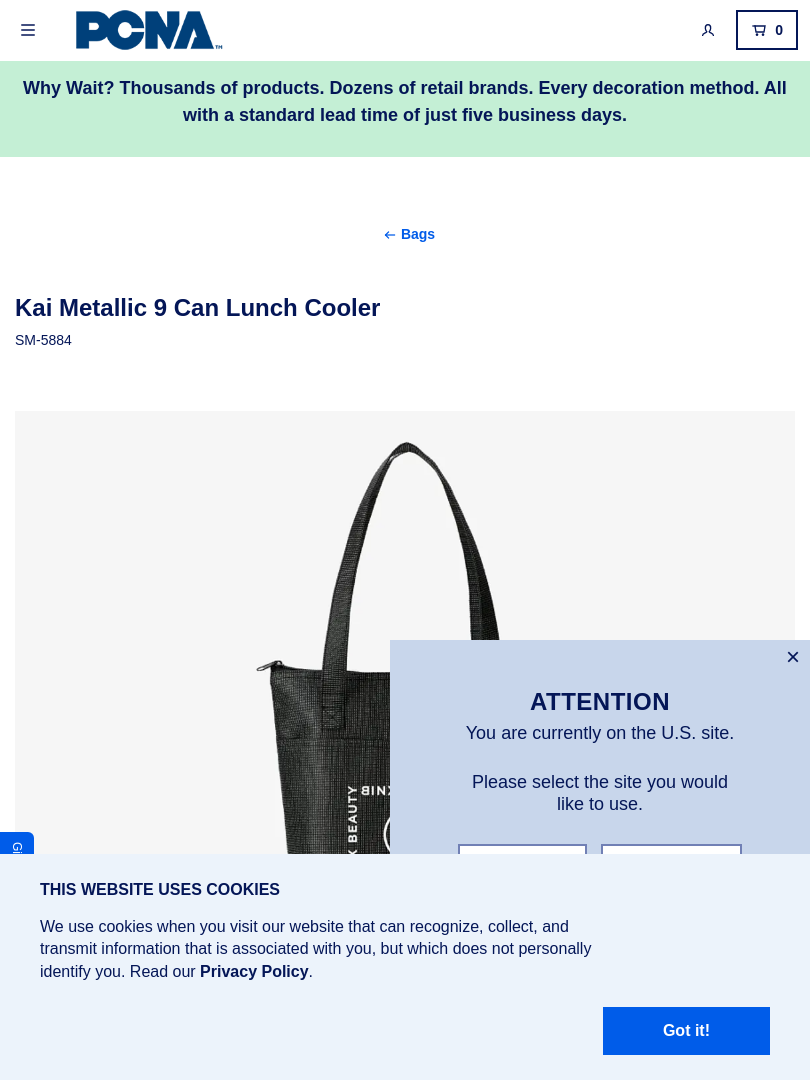 PCNA™
0
Why Wait? Thousands of products. Dozens of retail brands. Every decoration method. All
with a standard lead time of just five business days.
← Bags
Kai Metallic 9 Can Lunch Cooler
SM-5884
ATTENTION
You are currently on the U.S. site.
Please select the site you would
like to use.
BEAUTY
THIS WEBSITE USES COOKIES
We use cookies when you visit our website that can recognize, collect, and
transmit information that is associated with you, but which does not personally
identify you. Read our Privacy Policy.
Got it!